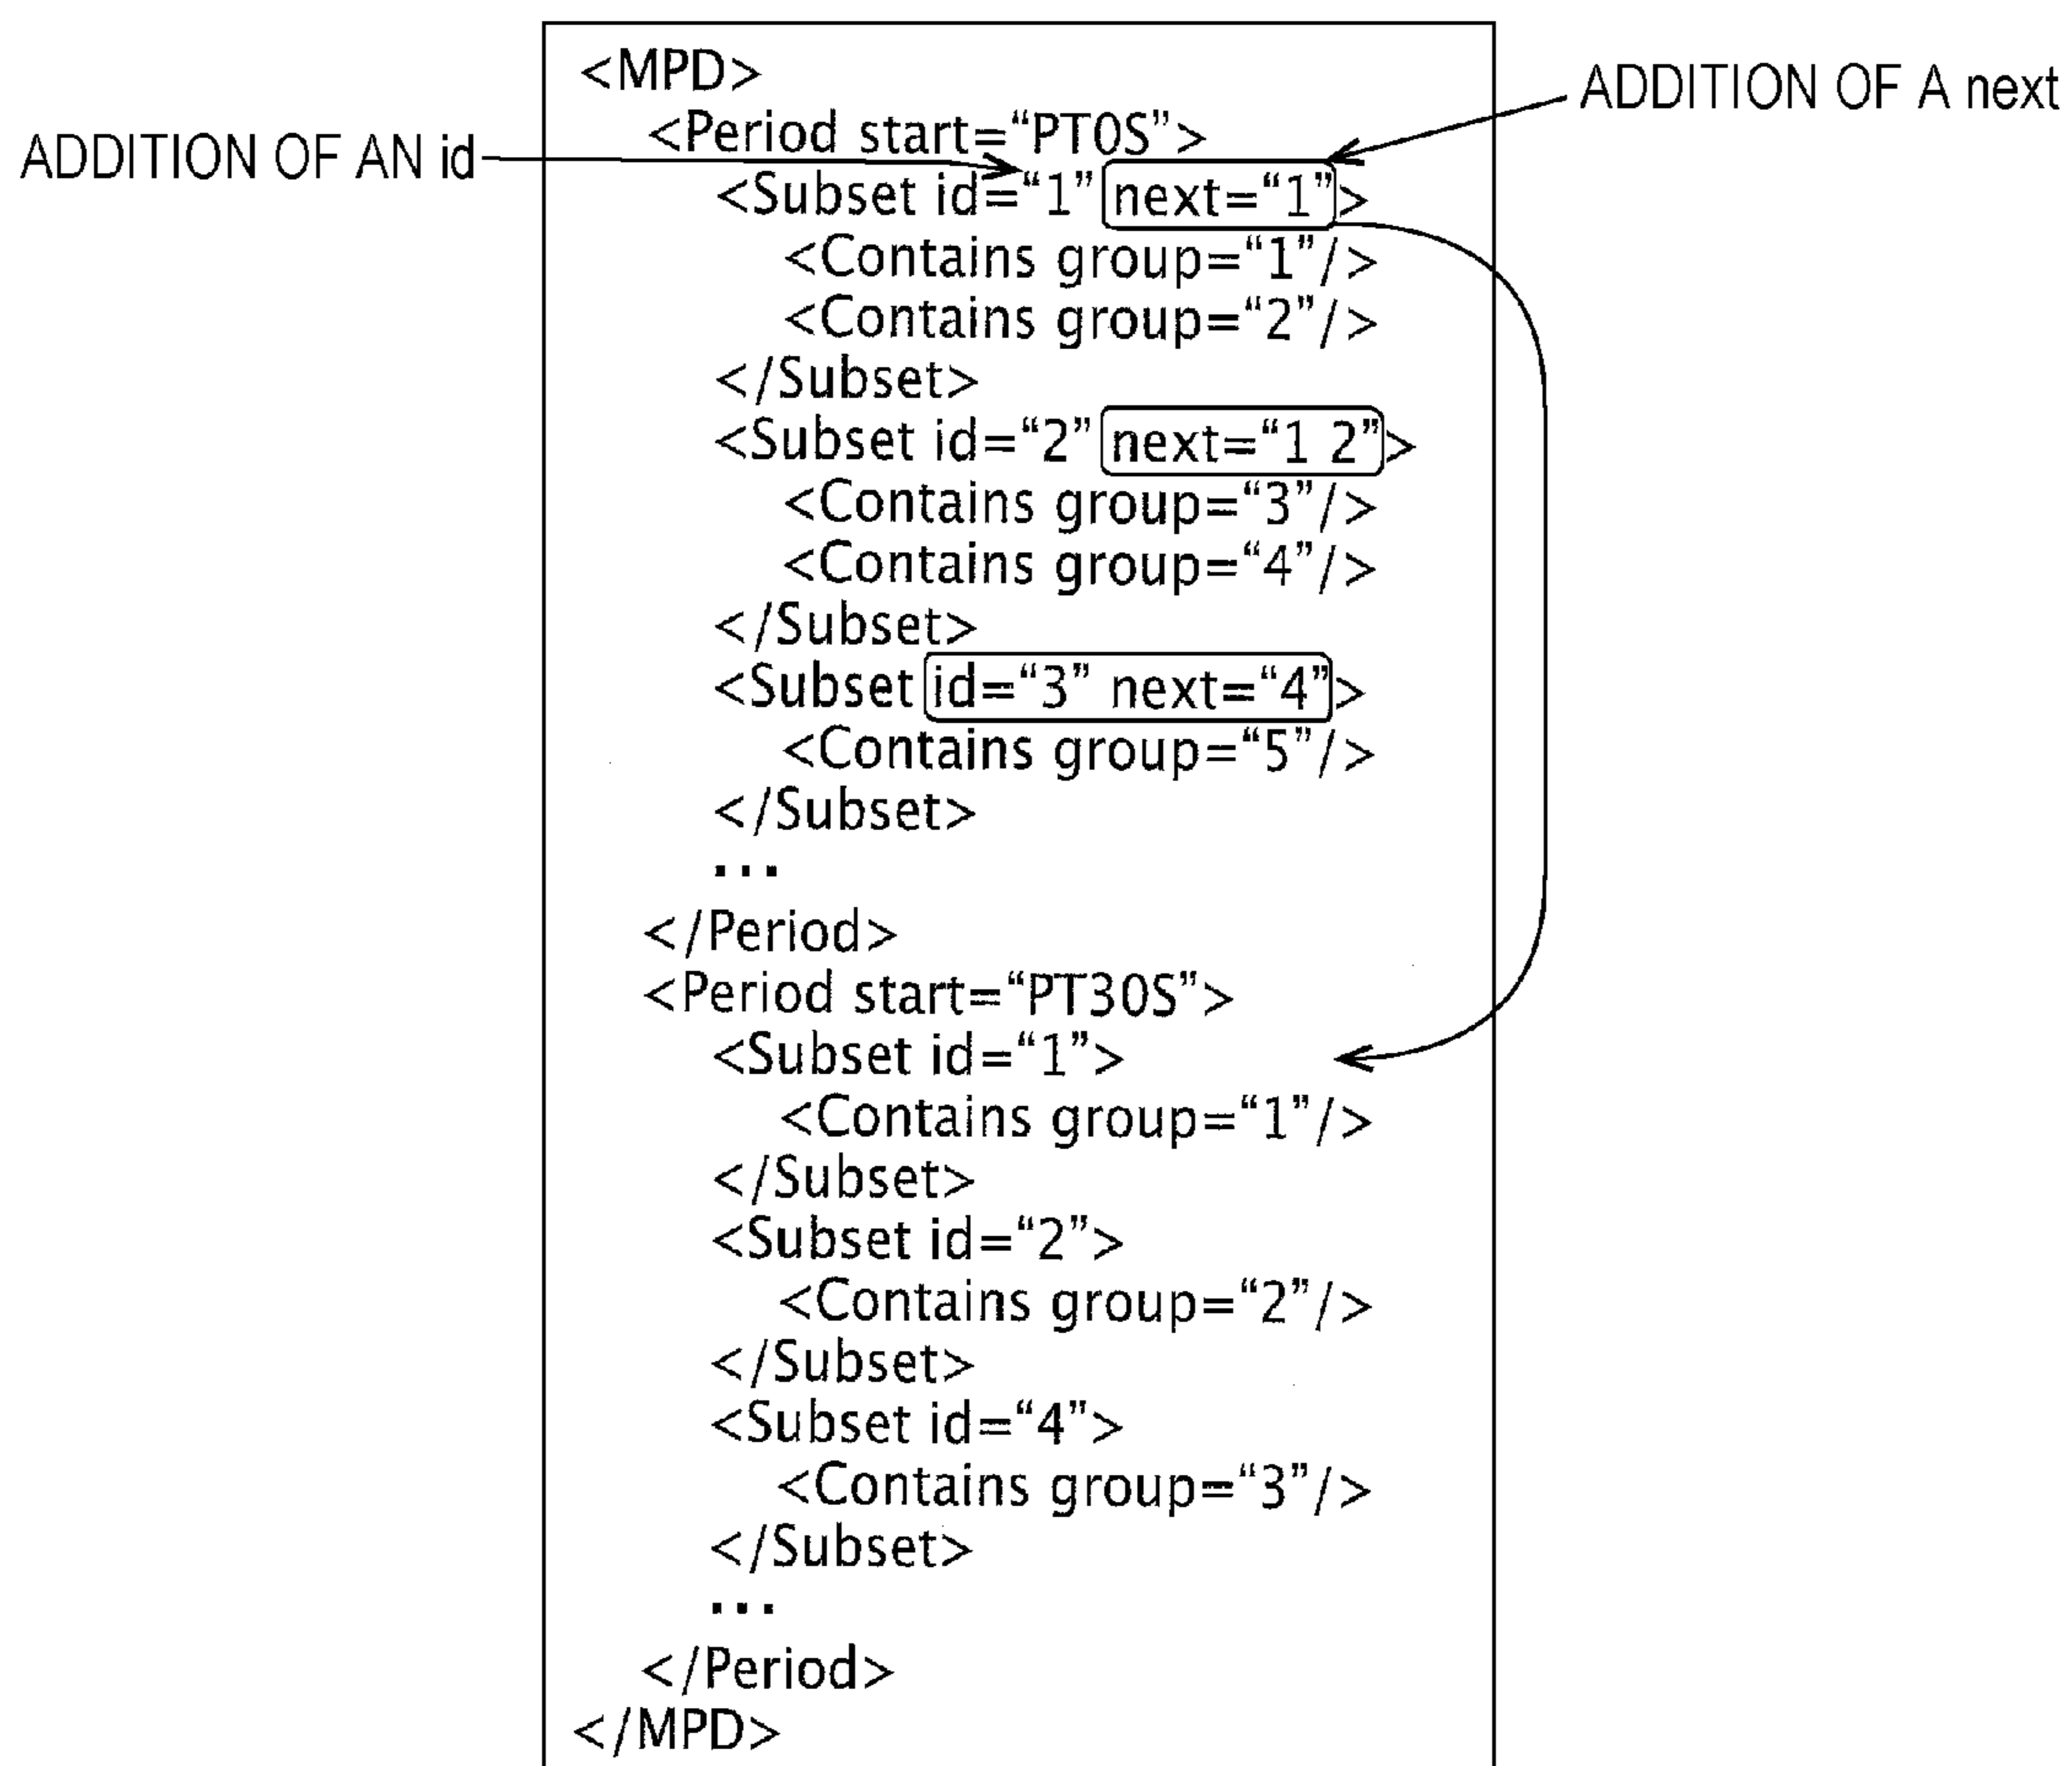 <MPD>
ADDITION OF A next
<Period start=“PT0S”>
ADDITION OF AN id
<Subset id=“1” next=“1”>
<Contains group=“1”/>
<Contains group=“2”/>
</Subset>
<Subset id=“2” next=“1 2”>
<Contains group=“3”/>
<Contains group=“4”/>
</Subset>
<Subset id=“3” next=“4”>
<Contains group=“5”/>
</Subset>
...
</Period>
<Period start=“PT30S”>
<Subset id=“1”>
<Contains group=“1”/>
</Subset>
<Subset id=“2”>
<Contains group=“2”/>
</Subset>
<Subset id=“4”>
<Contains group=“3”/>
</Subset>
...
</Period>
</MPD>